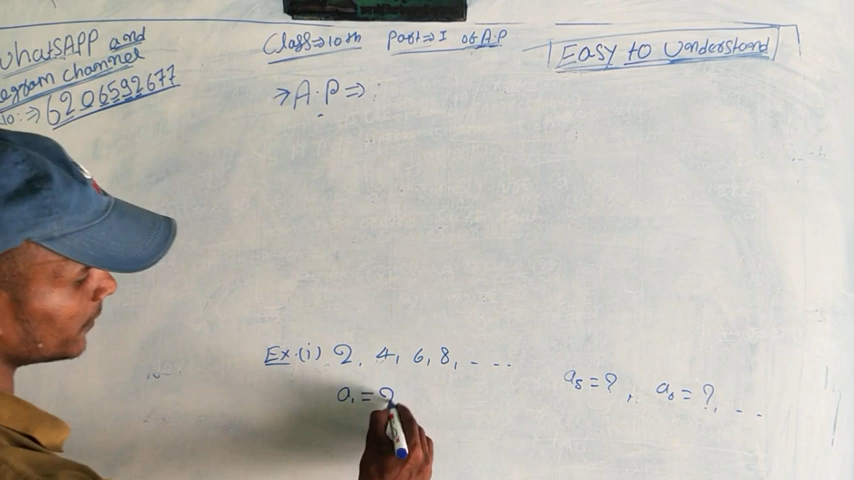 WhatsAPP and
egram channel
No:⇒ 6206592677
Class⇒10th Part⇒I of A.P
Easy to Understand
→A.P⇒
Ex.(i) 2, 4, 6, 8, - - - -
a₁=2
a₅=?, a₆=?, - - -